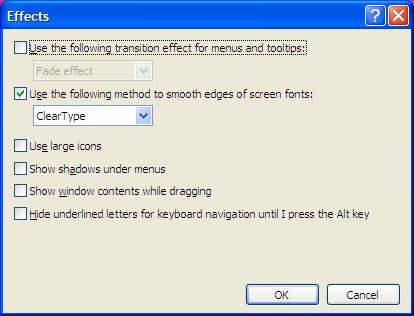 Effects
Use the following transition effect for menus and tooltips:
Fade effect
Use the following method to smooth edges of screen fonts:
ClearType
Use large icons
Show shadows under menus
Show window contents while dragging
Hide underlined letters for keyboard navigation until I press the Alt key
OK Cancel